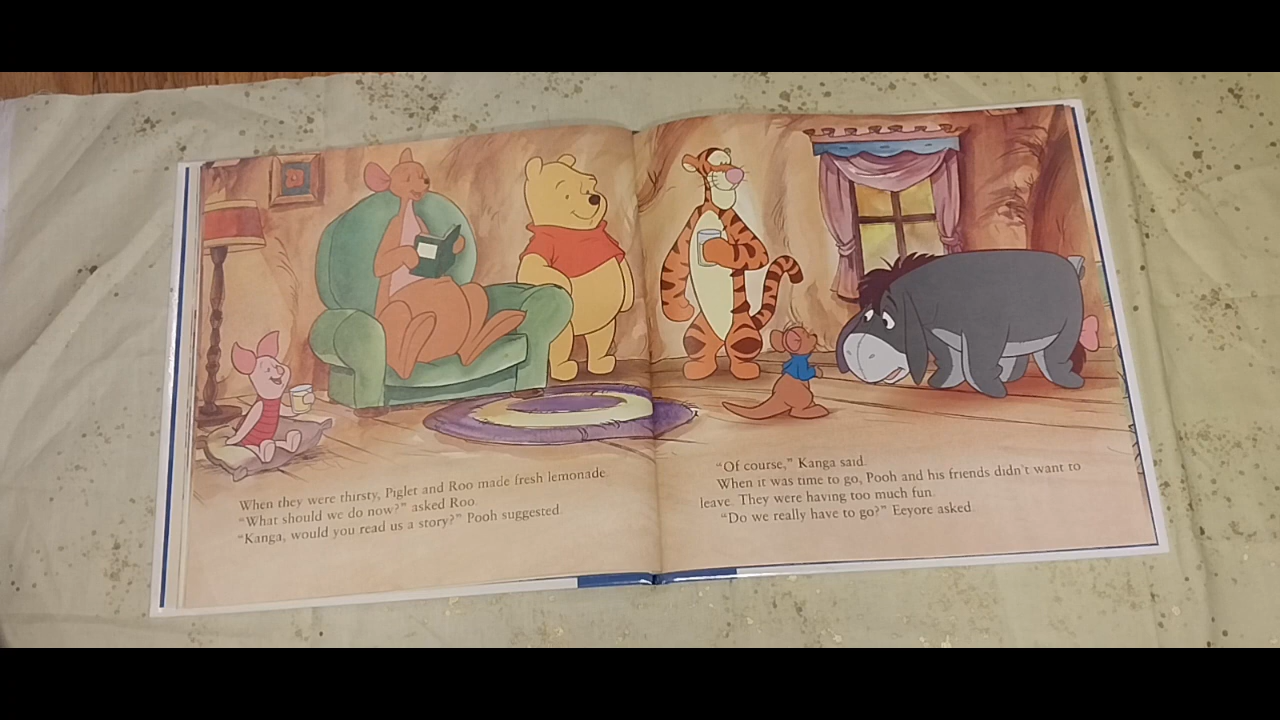 When they were thirsty, Piglet and Roo made fresh lemonade.
"What should we do now?" asked Roo.
"Kanga, would you read us a story?" Pooh suggested.
"Of course," Kanga said.
When it was time to go, Pooh and his friends didn't want to
leave. They were having too much fun.
"Do we really have to go?" Eeyore asked.